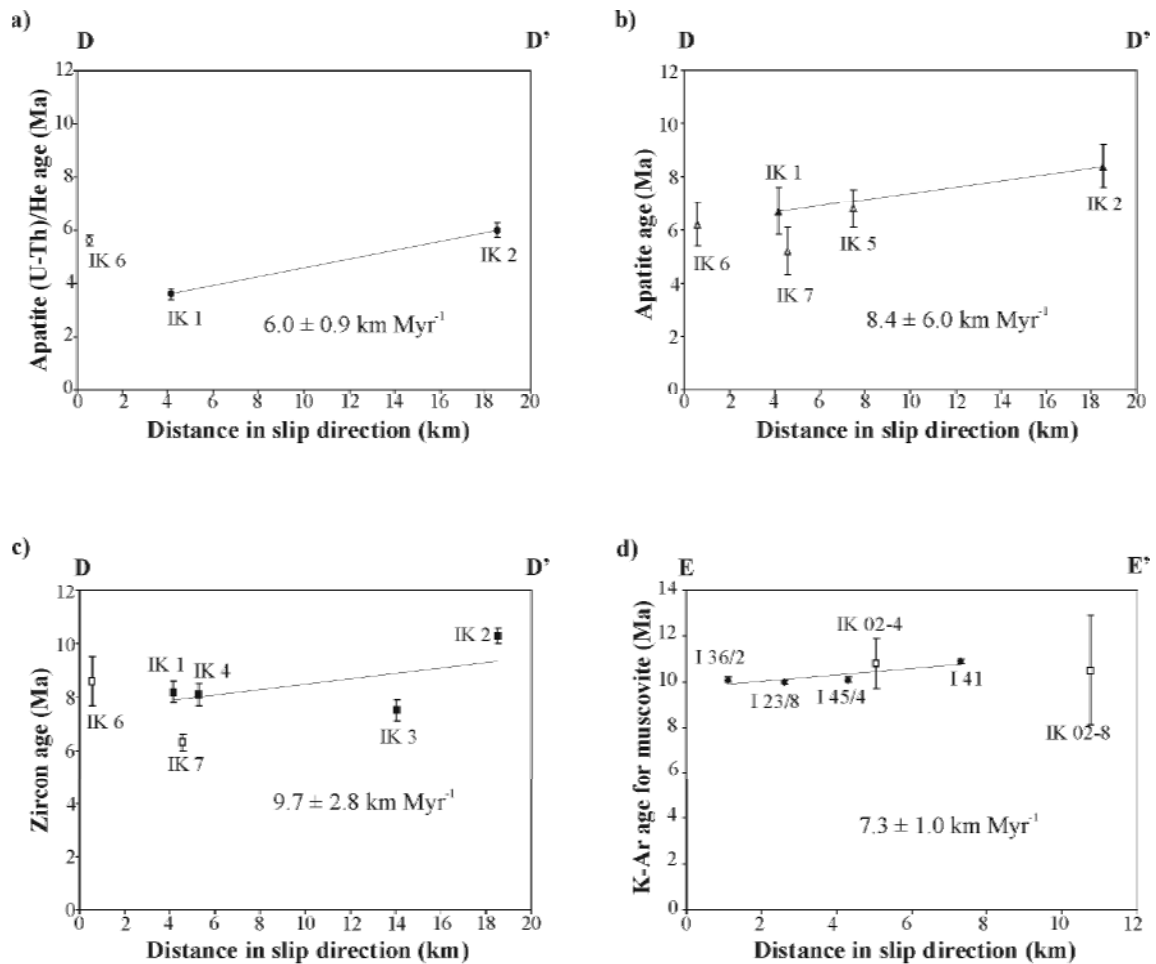 a)
D D'
Apatite (U-Th)/He age (Ma)
12
10
8
6
4
2
0
IK 6
IK 1
IK 2
6.0 ± 0.9 km Myr-1
0 2 4 6 8 10 12 14 16 18 20
Distance in slip direction (km)
b)
D D'
Apatite age (Ma)
12
10
8
6
4
2
0
IK 1
IK 6
IK 7
IK 5
IK 2
8.4 ± 6.0 km Myr-1
0 2 4 6 8 10 12 14 16 18 20
Distance in slip direction (km)
c)
D D'
Zircon age (Ma)
12
10
8
6
4
2
0
IK 2
IK 1
IK 4
IK 6
IK 7
IK 3
9.7 ± 2.8 km Myr-1
0 2 4 6 8 10 12 14 16 18 20
Distance in slip direction (km)
d)
E E'
K-Ar age for muscovite (Ma)
14
12
10
8
6
4
2
0
IK 02-4
I 36/2
I 23/8
I 45/4
I 41
IK 02-8
7.3 ± 1.0 km Myr-1
0 2 4 6 8 10 12
Distance in slip direction (km)